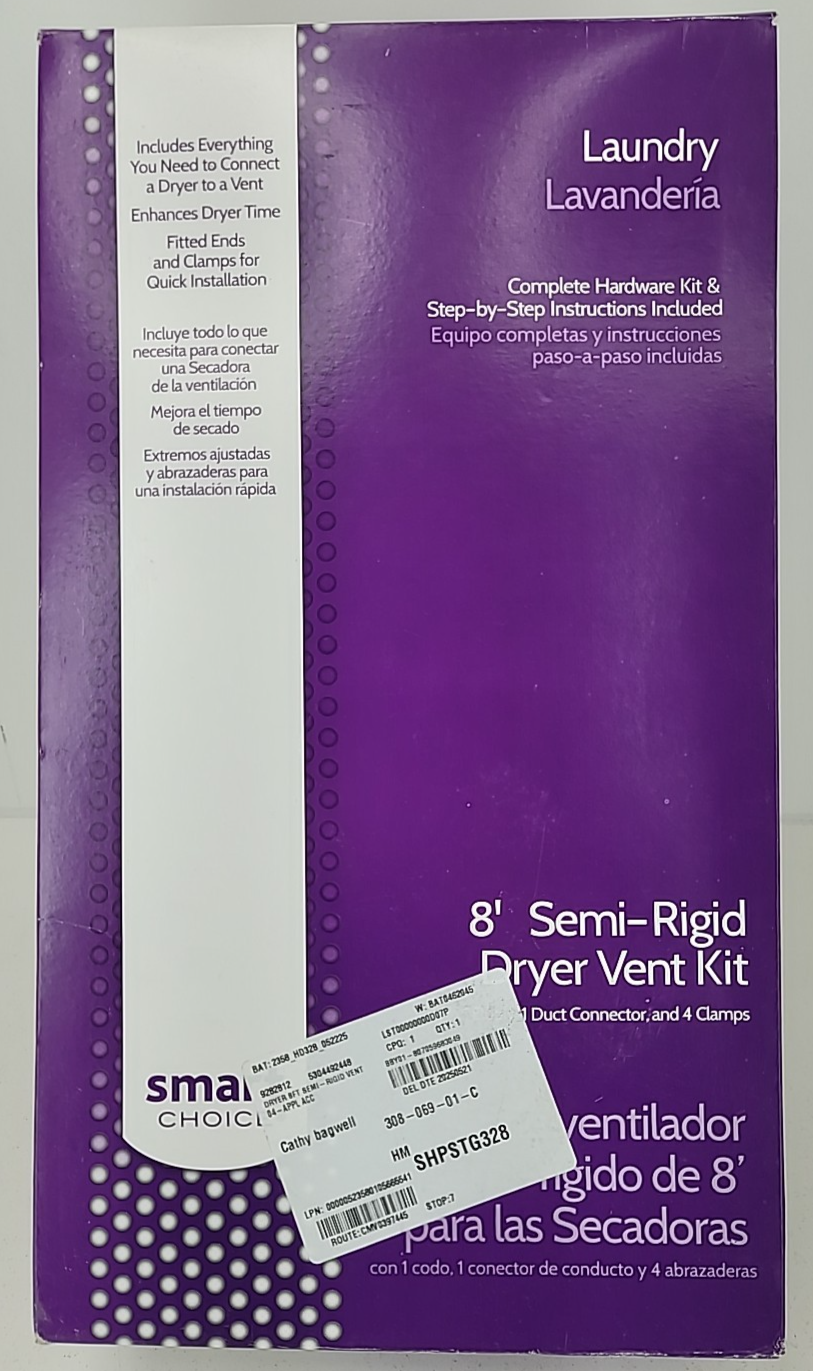 Includes Everything
You Need to Connect
a Dryer to a Vent
Enhances Dryer Time
Fitted Ends
and Clamps for
Quick Installation
Incluye todo lo que
necesita para conectar
una Secadora
de la ventilación
Mejora el tiempo
de secado
Extremos ajustadas
y abrazaderas para
una instalación rápida
Laundry
Lavandería
Complete Hardware Kit &
Step-by-Step Instructions Included
Equipo completas y instrucciones
paso-a-paso incluidas
8' Semi-Rigid
Dryer Vent Kit
1 Duct Connector, and 4 Clamps
smar
CHOIC
ventilador
rígido de 8'
para las Secadoras
con 1 codo, 1 conector de conducto y 4 abrazaderas
BAT: 2358_HD328_052225
W: BAT0462045
9282912 5304492448
LST00000000D07P
DRYER 8FT SEMI-RIGID VENT
CPQ: 1 QTY: 1
04-APPL ACC
DEL DTE 20250521
Cathy bagwell
308-069-01-C
HM SHPSTG328
LPN: 00000523580105666541
ROUTE:CMV0397445
STOP:7